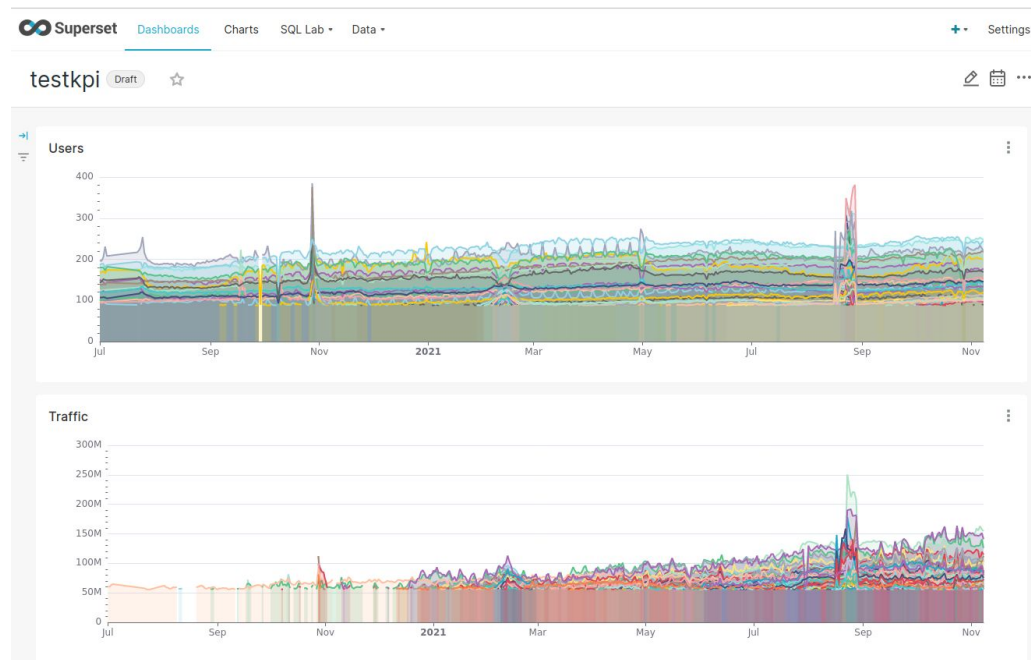 Superset Dashboards Charts SQL Lab Data Settings
testkpi Draft
Users
400
300
200
100
0
Jul Sep Nov 2021 Mar May Jul Sep Nov
Traffic
300M
250M
200M
150M
100M
50M
0
Jul Sep Nov 2021 Mar May Jul Sep Nov